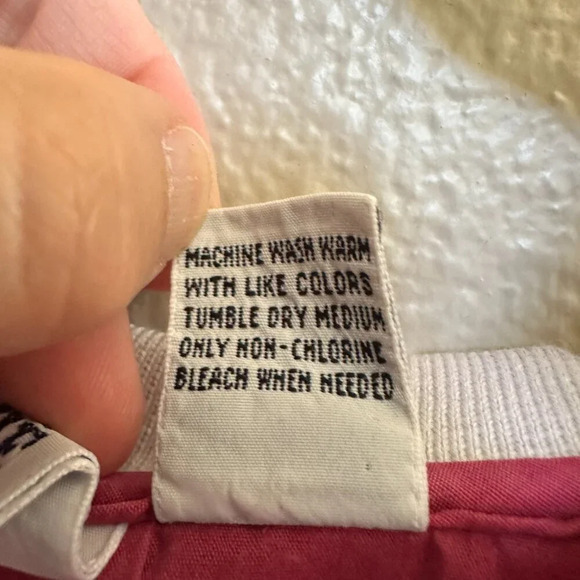 MACHINE WASH WARM
WITH LIKE COLORS
TUMBLE DRY MEDIUM
ONLY NON-CHLORINE
BLEACH WHEN NEEDED